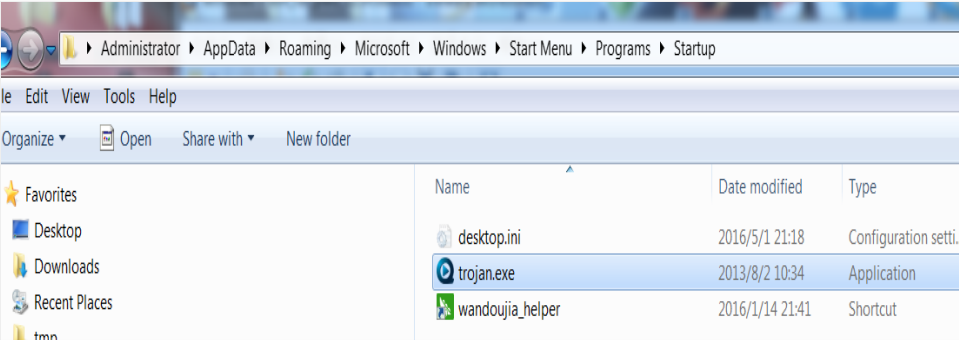 Administrator ▸ AppData ▸ Roaming ▸ Microsoft ▸ Windows ▸ Start Menu ▸ Programs ▸ Startup
le Edit View Tools Help
Organize Open Share with New folder
Name Date modified Type
Favorites
Desktop
Downloads
Recent Places
tmp
desktop.ini 2016/5/1 21:18 Configuration setti.
trojan.exe 2013/8/2 10:34 Application
wandoujia_helper 2016/1/14 21:41 Shortcut